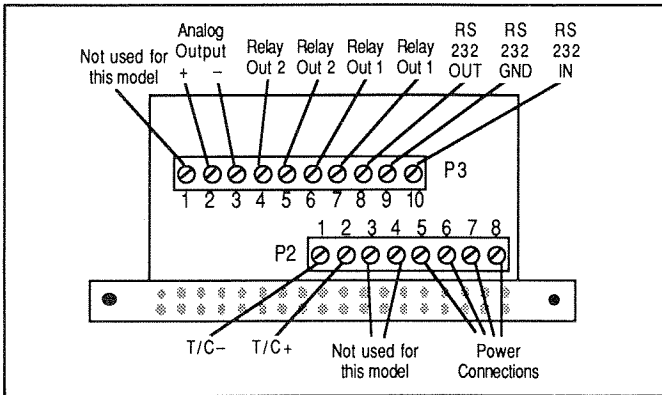 Not used for
this model
Analog
Output
+ −
Relay
Out 2
Relay
Out 2
Relay
Out 1
Relay
Out 1
RS
232
OUT
RS
232
GND
RS
232
IN
P3
1 2 3 4 5 6 7 8 9 10
1 2 3 4 5 6 7 8
P2
T/C−
T/C+
Not used for
this model
Power
Connections